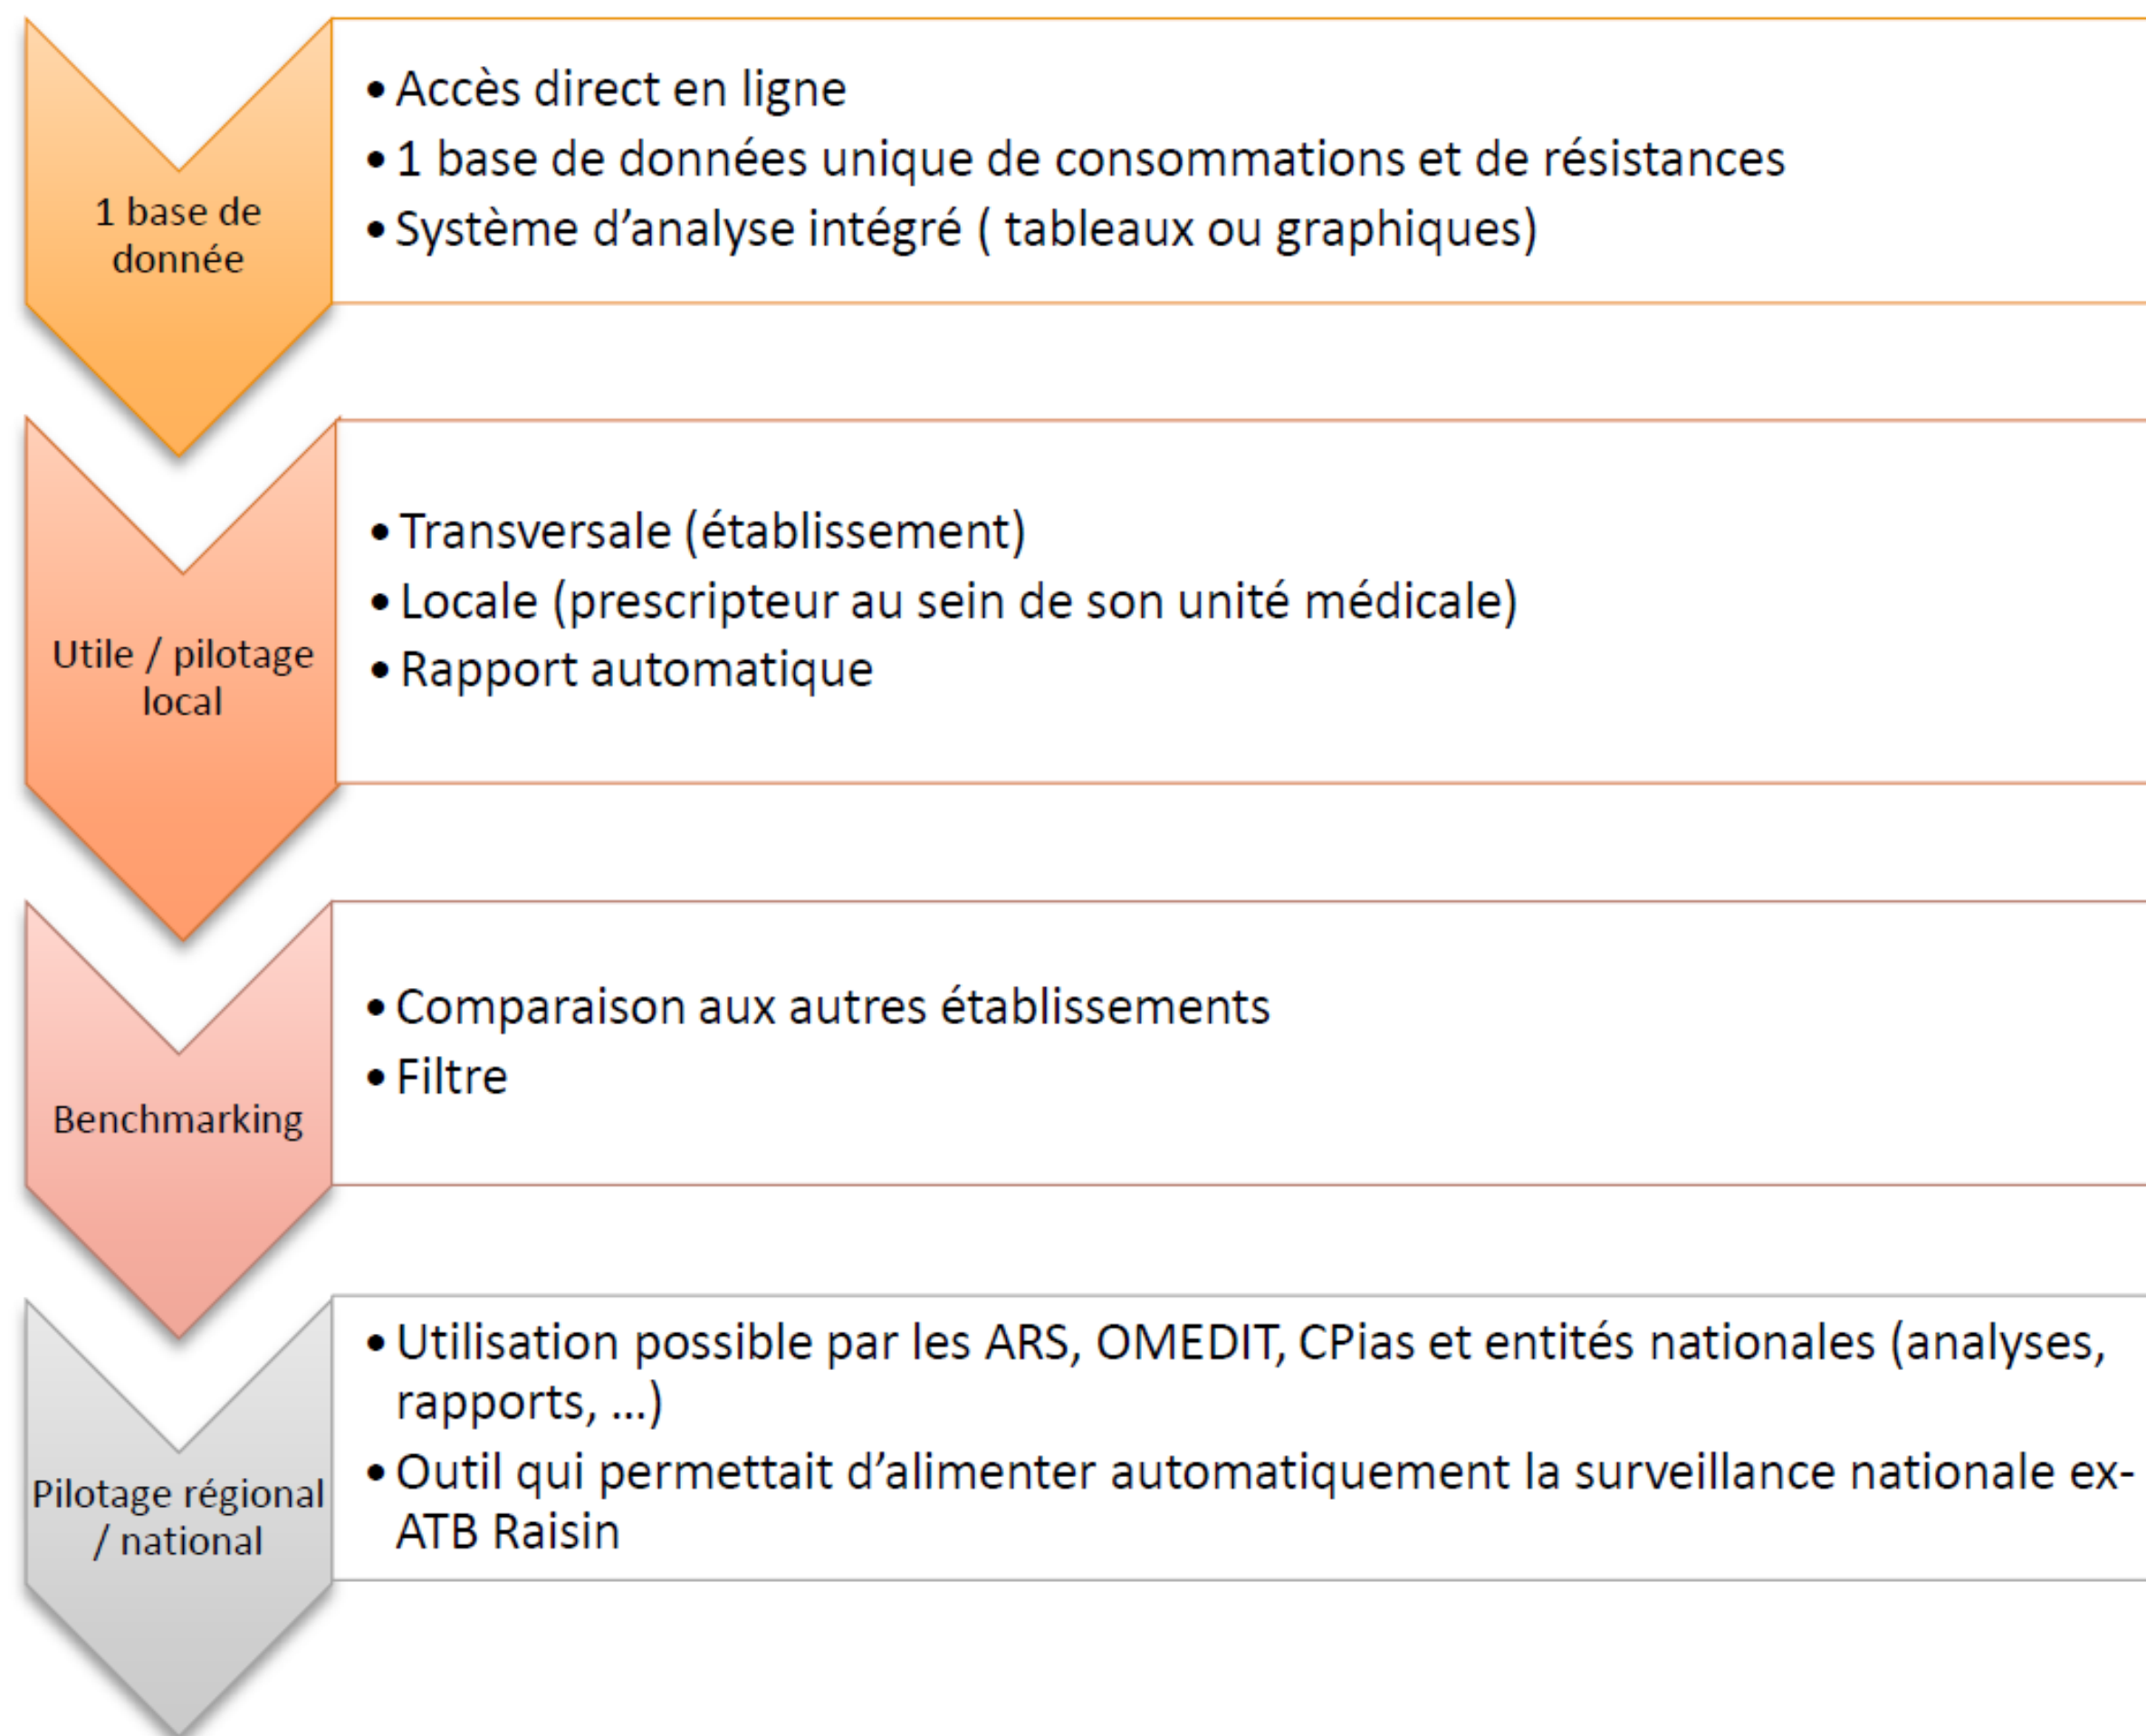 1 base de
donnée
• Accès direct en ligne
• 1 base de données unique de consommations et de résistances
• Système d’analyse intégré ( tableaux ou graphiques)
Utile / pilotage
local
• Transversale (établissement)
• Locale (prescripteur au sein de son unité médicale)
• Rapport automatique
Benchmarking
• Comparaison aux autres établissements
• Filtre
Pilotage régional
/ national
• Utilisation possible par les ARS, OMEDIT, CPias et entités nationales (analyses,
rapports, …)
• Outil qui permettait d’alimenter automatiquement la surveillance nationale ex-
ATB Raisin